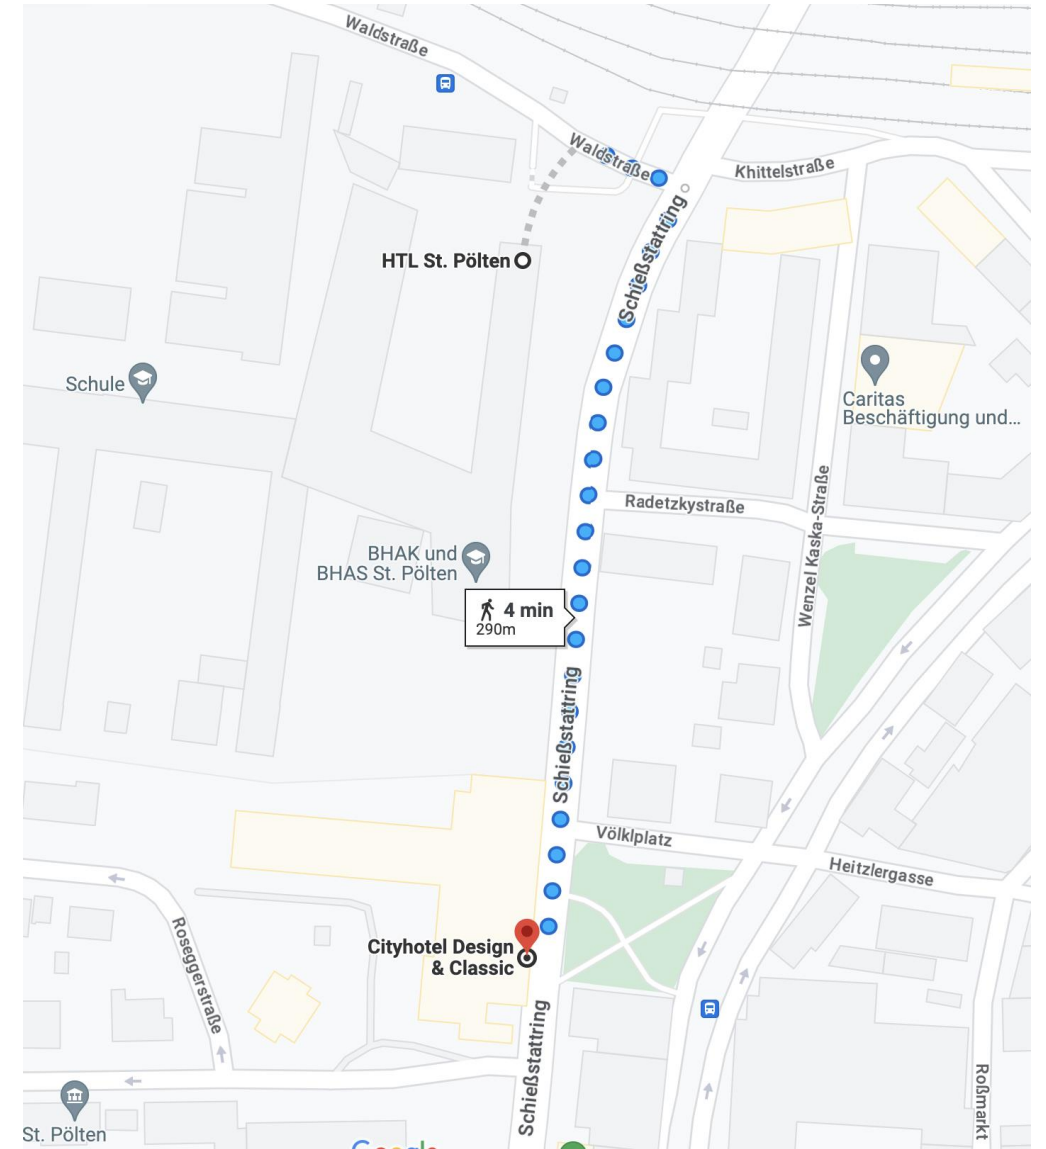 Waldstraße
Waldstraße
Khittelstraße
Schießstattring
HTL St. Pölten
Schule
Caritas
Beschäftigung und...
Radetzkystraße
Wenzel Kaska-Straße
BHAK und
BHAS St. Pölten
4 min
290m
Schießstattring
Völklplatz
Heitzlergasse
Roseggerstraße
Cityhotel Design
& Classic
Schießstattring
Roßmarkt
St. Pölten
Google